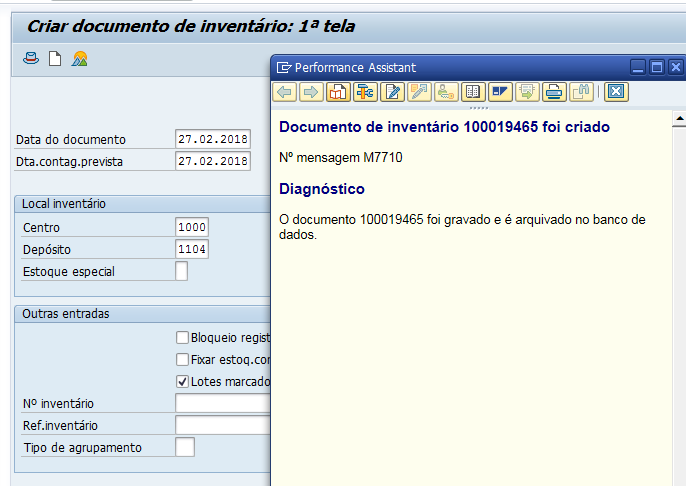 Criar documento de inventário: 1ª tela
Performance Assistant
Data do documento 27.02.2018
Dta.contag.prevista 27.02.2018
Local inventário
Centro 1000
Depósito 1104
Estoque especial
Outras entradas
Bloqueio regist
Fixar estoq.con
Lotes marcado
Nº inventário
Ref.inventário
Tipo de agrupamento
Documento de inventário 100019465 foi criado
Nº mensagem M7710
Diagnóstico
O documento 100019465 foi gravado e é arquivado no banco de
dados.